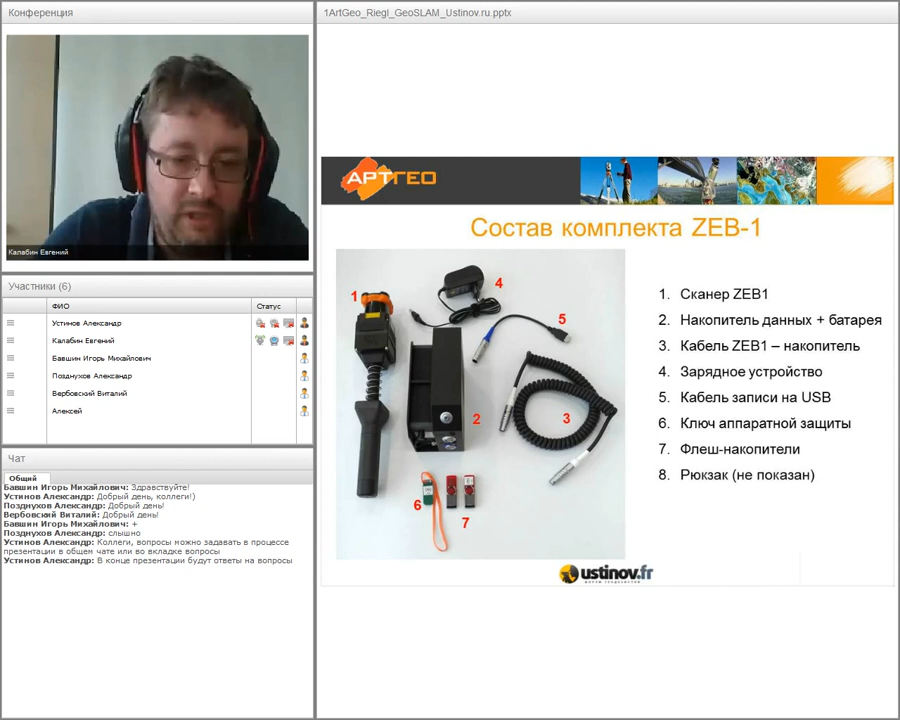 Конференция
Калабин Евгений
Участники (6)
ФИО
Статус
Устинов Александр
Калабин Евгений
Бавшин Игорь Михайлович
Позднухов Александр
Вербовский Виталий
Алексей
Чат
Общий
Бавшин Игорь Михайлович: Здравствуйте!
Устинов Александр: Добрый день, коллеги!)
Позднухов Александр: Добрый день!
Вербовский Виталий: Добрый день!
Бавшин Игорь Михайлович: +
Позднухов Александр: слышно
Устинов Александр: Коллеги, вопросы можно задавать в процессе
презентации в общем чате или во вкладке вопросы
Устинов Александр: В конце презентации будут ответы на вопросы
1ArtGeo_Riegl_GeoSLAM_Ustinov.ru.pptx
АРТГЕО
Состав комплекта ZEB-1
1
4
5
2
3
6
7
1. Сканер ZEB1
2. Накопитель данных + батарея
3. Кабель ZEB1 – накопитель
4. Зарядное устройство
5. Кабель записи на USB
6. Ключ аппаратной защиты
7. Флеш-накопители
8. Рюкзак (не показан)
ustinov.fr